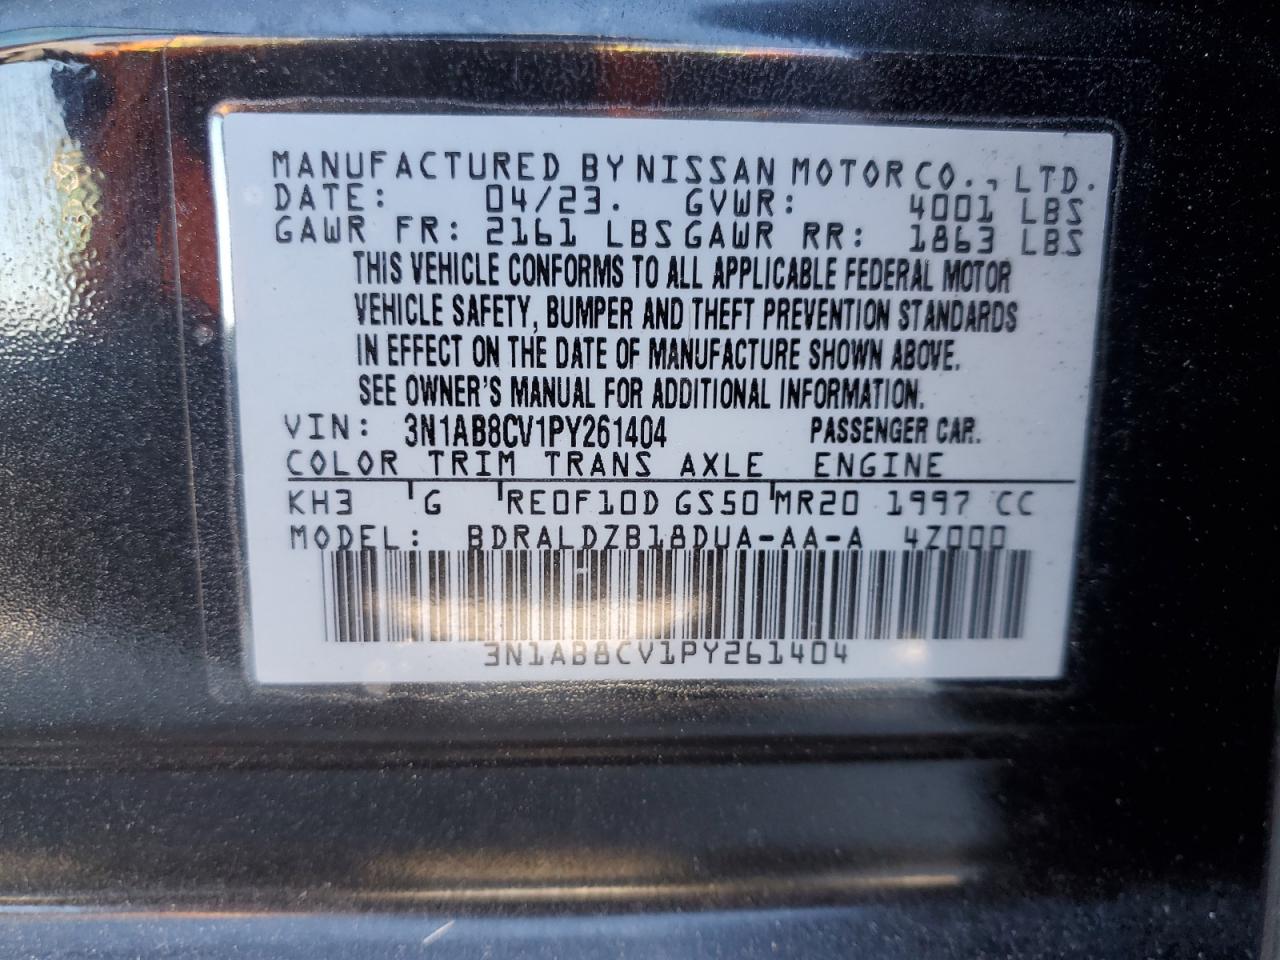 MANUFACTURED BY NISSAN MOTOR CO., LTD.
DATE: 04/23. GVWR: 4001 LBS
GAWR FR: 2161 LBS GAWR RR: 1863 LBS
THIS VEHICLE CONFORMS TO ALL APPLICABLE FEDERAL MOTOR
VEHICLE SAFETY, BUMPER AND THEFT PREVENTION STANDARDS
IN EFFECT ON THE DATE OF MANUFACTURE SHOWN ABOVE.
SEE OWNER'S MANUAL FOR ADDITIONAL INFORMATION.
VIN: 3N1AB8CV1PY261404 PASSENGER CAR.
COLOR TRIM TRANS AXLE ENGINE
KH3 G RE0F10D GS50 MR20 1997 CC
MODEL: BDRALDZB18DUA-AA-A 4Z000
3N1AB8CV1PY261404